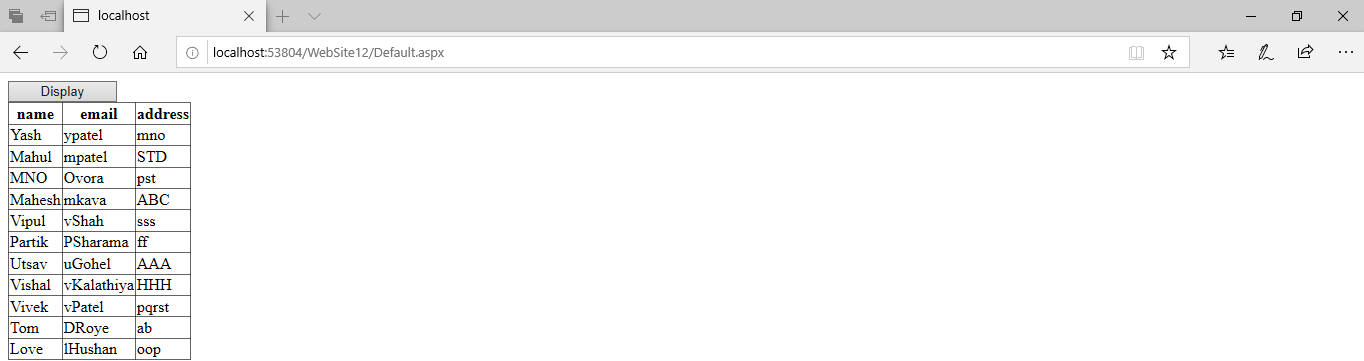 localhost
localhost:53804/WebSite12/Default.aspx
Display
name email address
Yash ypatel mno
Mahul mpatel STD
MNO Ovora pst
Mahesh mkava ABC
Vipul vShah sss
Partik PSharama ff
Utsav uGohel AAA
Vishal vKalathiya HHH
Vivek vPatel pqrst
Tom DRoye ab
Love lHushan oop